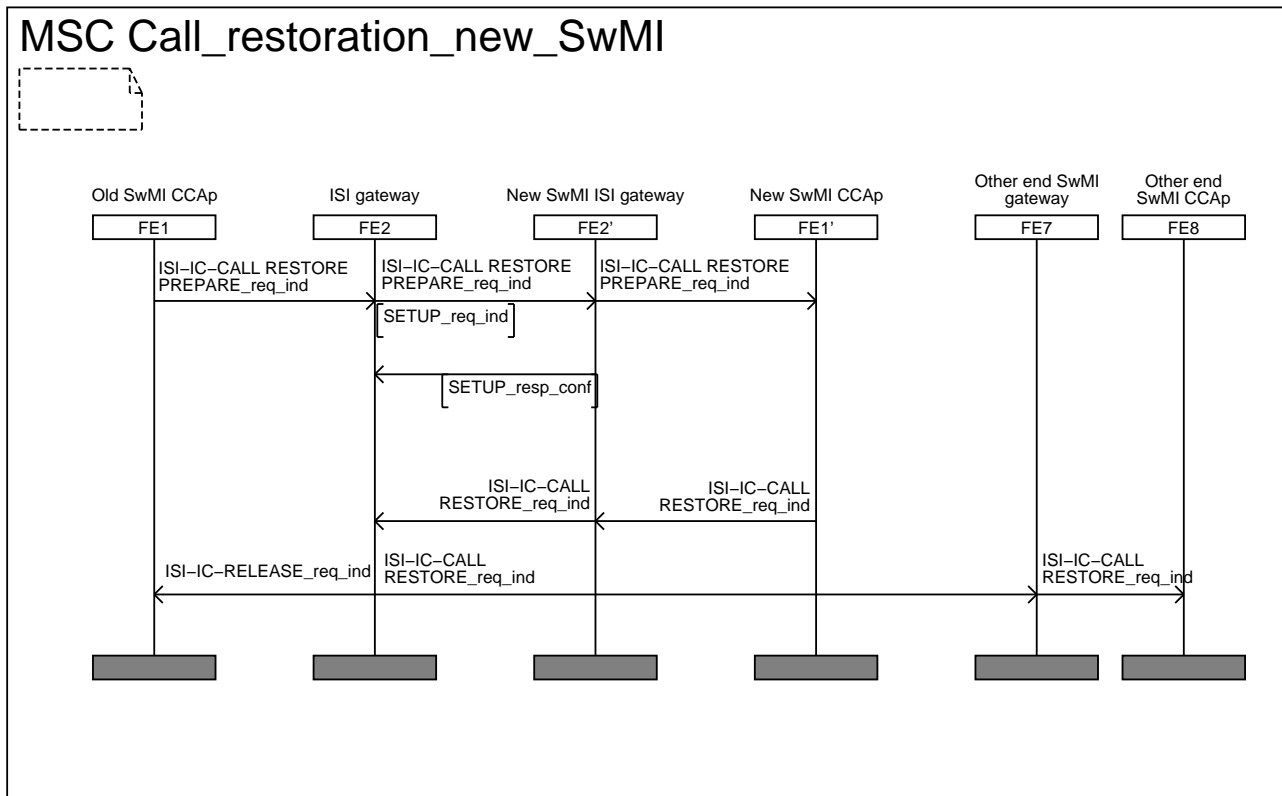 MSC Call_restoration_new_SwMI
Old SwMI CCAp
ISI gateway
New SwMI ISI gateway
New SwMI CCAp
Other end SwMI
gateway
Other end
SwMI CCAp
FE1
FE2
FE2'
FE1'
FE7
FE8
ISI–IC–CALL RESTORE
PREPARE_req_ind
ISI–IC–CALL RESTORE
PREPARE_req_ind
ISI–IC–CALL RESTORE
PREPARE_req_ind
SETUP_req_ind
SETUP_resp_conf
ISI–IC–CALL
RESTORE_req_ind
ISI–IC–CALL
RESTORE_req_ind
ISI–IC–RELEASE_req_ind
ISI–IC–CALL
RESTORE_req_ind
ISI–IC–CALL
RESTORE_req_ind